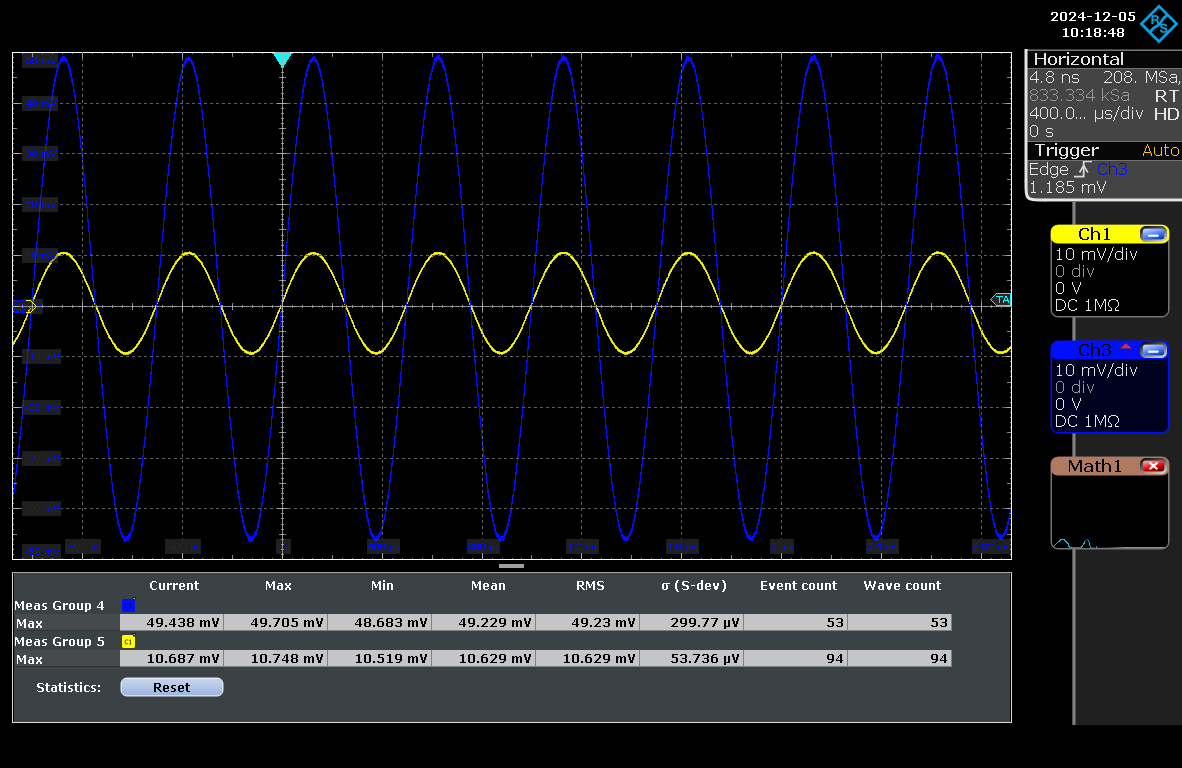 2024-12-05
10:18:48
R S
Horizontal
4.8 ns 208. MSa,
833.334 kSa RT
400.0... µs/div HD
0 s
Trigger Auto
Edge Ch3
1.185 mV
TA
Ch1
10 mV/div
0 div
0 V
DC 1MΩ
Ch3
10 mV/div
0 div
0 V
DC 1MΩ
Math1
Current Max Min Mean RMS σ (S-dev) Event count Wave count
Meas Group 4 C3
Max 49.438 mV 49.705 mV 48.683 mV 49.229 mV 49.23 mV 299.77 µV 53 53
Meas Group 5 C1
Max 10.687 mV 10.748 mV 10.519 mV 10.629 mV 10.629 mV 53.736 µV 94 94
Statistics: Reset